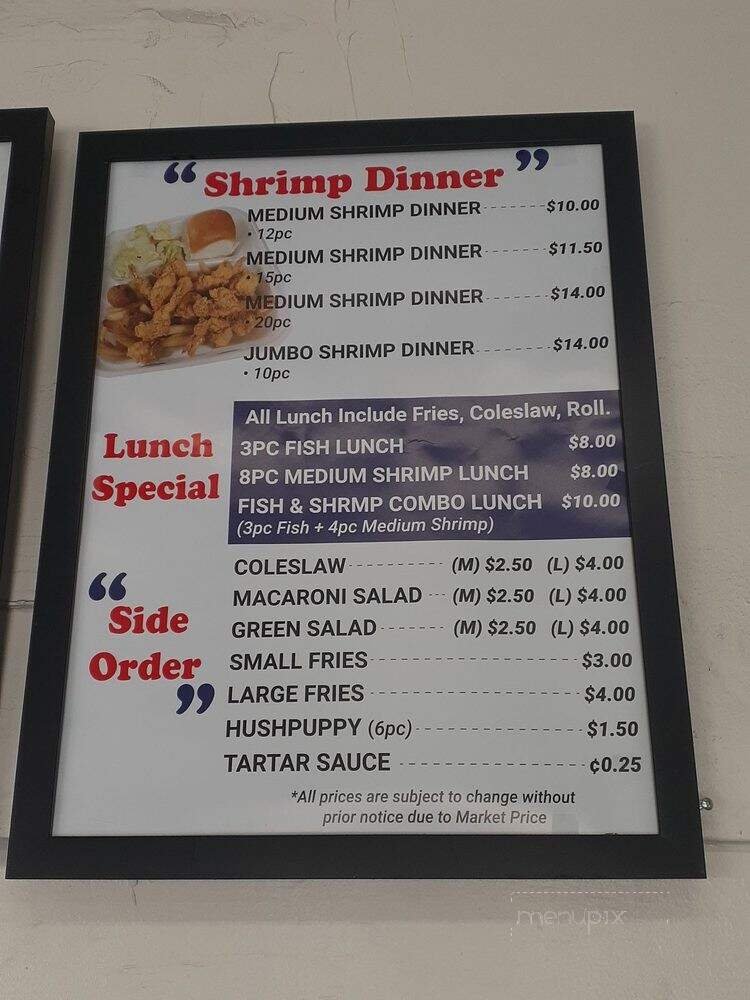 “ Shrimp Dinner ”
MEDIUM SHRIMP DINNER $10.00
• 12pc
MEDIUM SHRIMP DINNER $11.50
• 15pc
MEDIUM SHRIMP DINNER $14.00
• 20pc
JUMBO SHRIMP DINNER $14.00
• 10pc
Lunch Special
All Lunch Include Fries, Coleslaw, Roll.
3PC FISH LUNCH $8.00
8PC MEDIUM SHRIMP LUNCH $8.00
FISH & SHRMP COMBO LUNCH $10.00
(3pc Fish + 4pc Medium Shrimp)
“ Side Order ”
COLESLAW (M) $2.50 (L) $4.00
MACARONI SALAD (M) $2.50 (L) $4.00
GREEN SALAD (M) $2.50 (L) $4.00
SMALL FRIES $3.00
LARGE FRIES $4.00
HUSHPUPPY (6pc) $1.50
TARTAR SAUCE ¢0.25
*All prices are subject to change without
prior notice due to Market Price
menupix